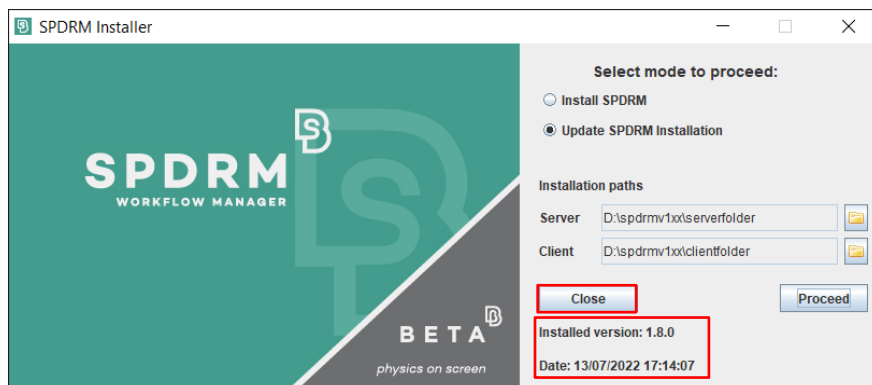 SPDRM Installer
SPDRM
WORKFLOW MANAGER
BETA
physics on screen
Select mode to proceed:
Install SPDRM
Update SPDRM Installation
Installation paths
Server D:\spdrmv1xx\serverfolder
Client D:\spdrmv1xx\clientfolder
Close Proceed
Installed version: 1.8.0
Date: 13/07/2022 17:14:07